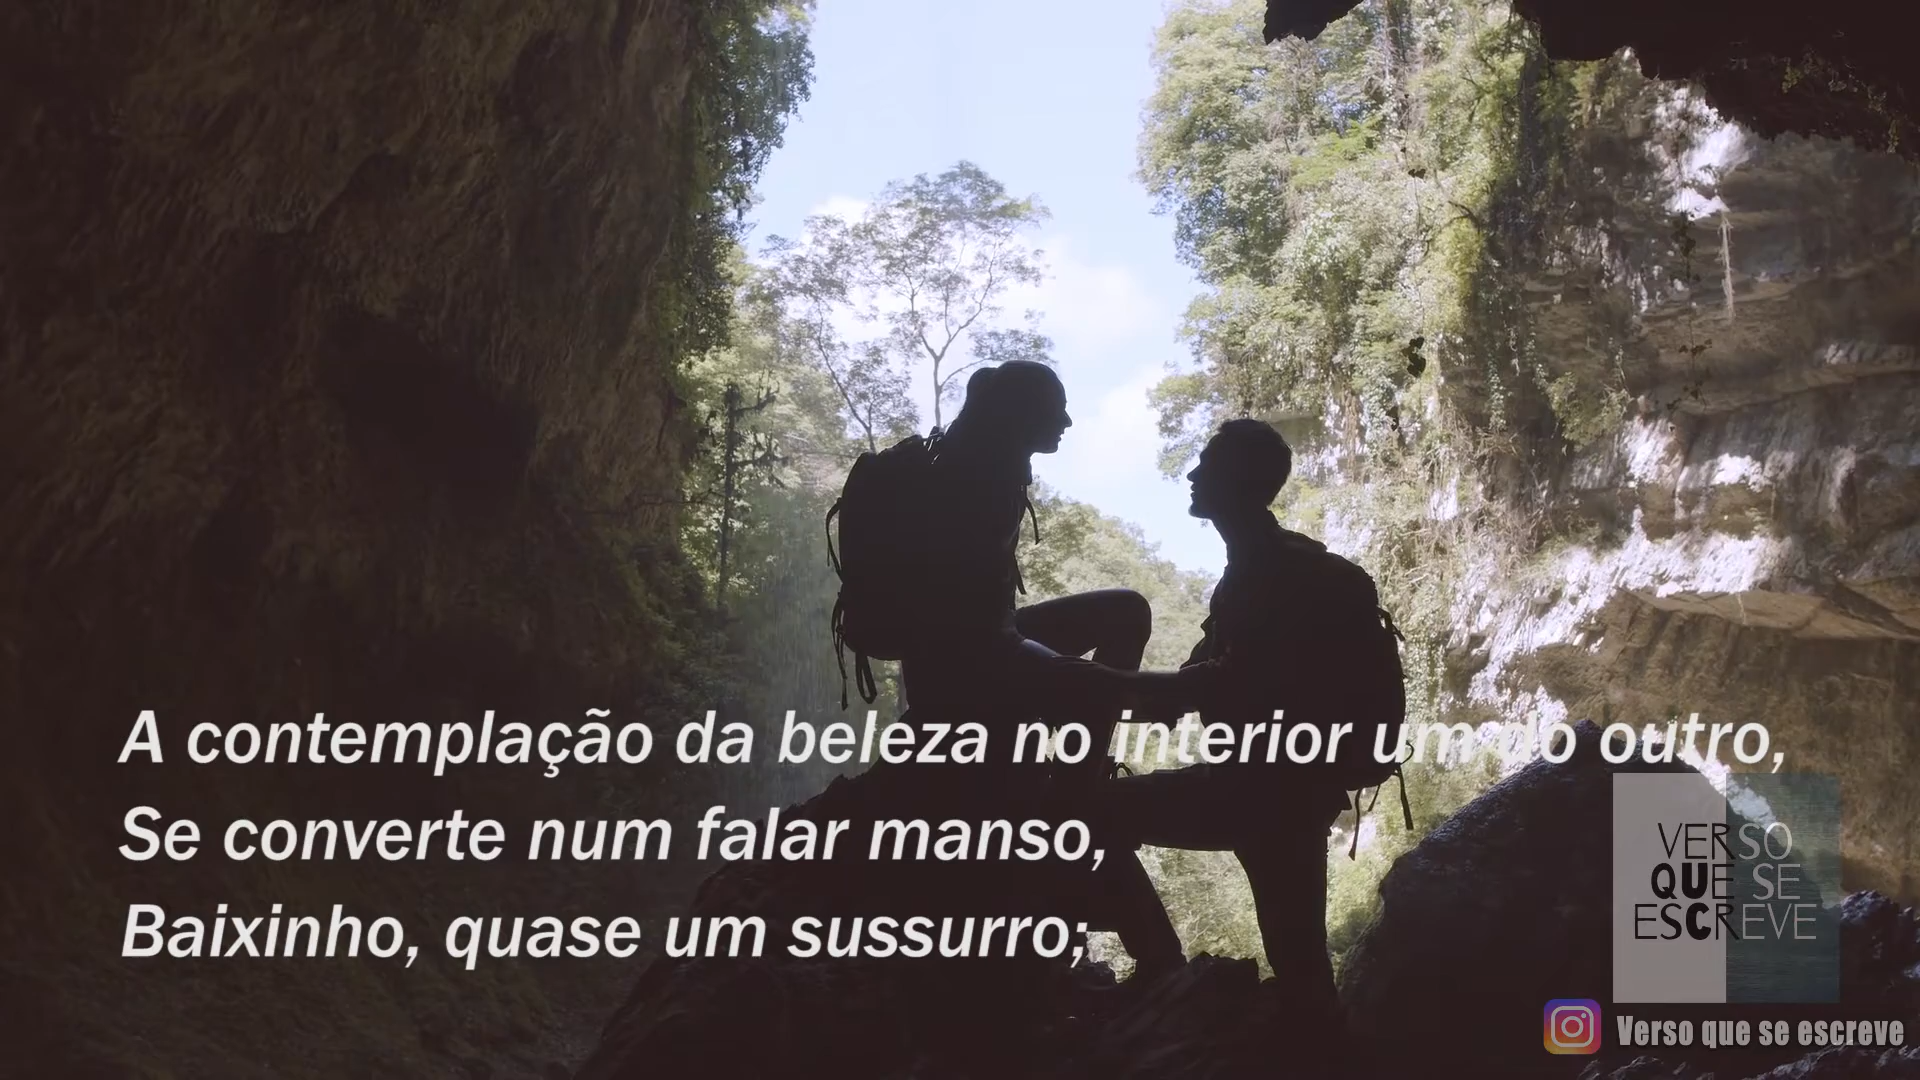 A contemplação da beleza no interior um do outro,
Se converte num falar manso,
Baixinho, quase um sussurro;
VERSO
QUE SE
ESCREVE
Verso que se escreve